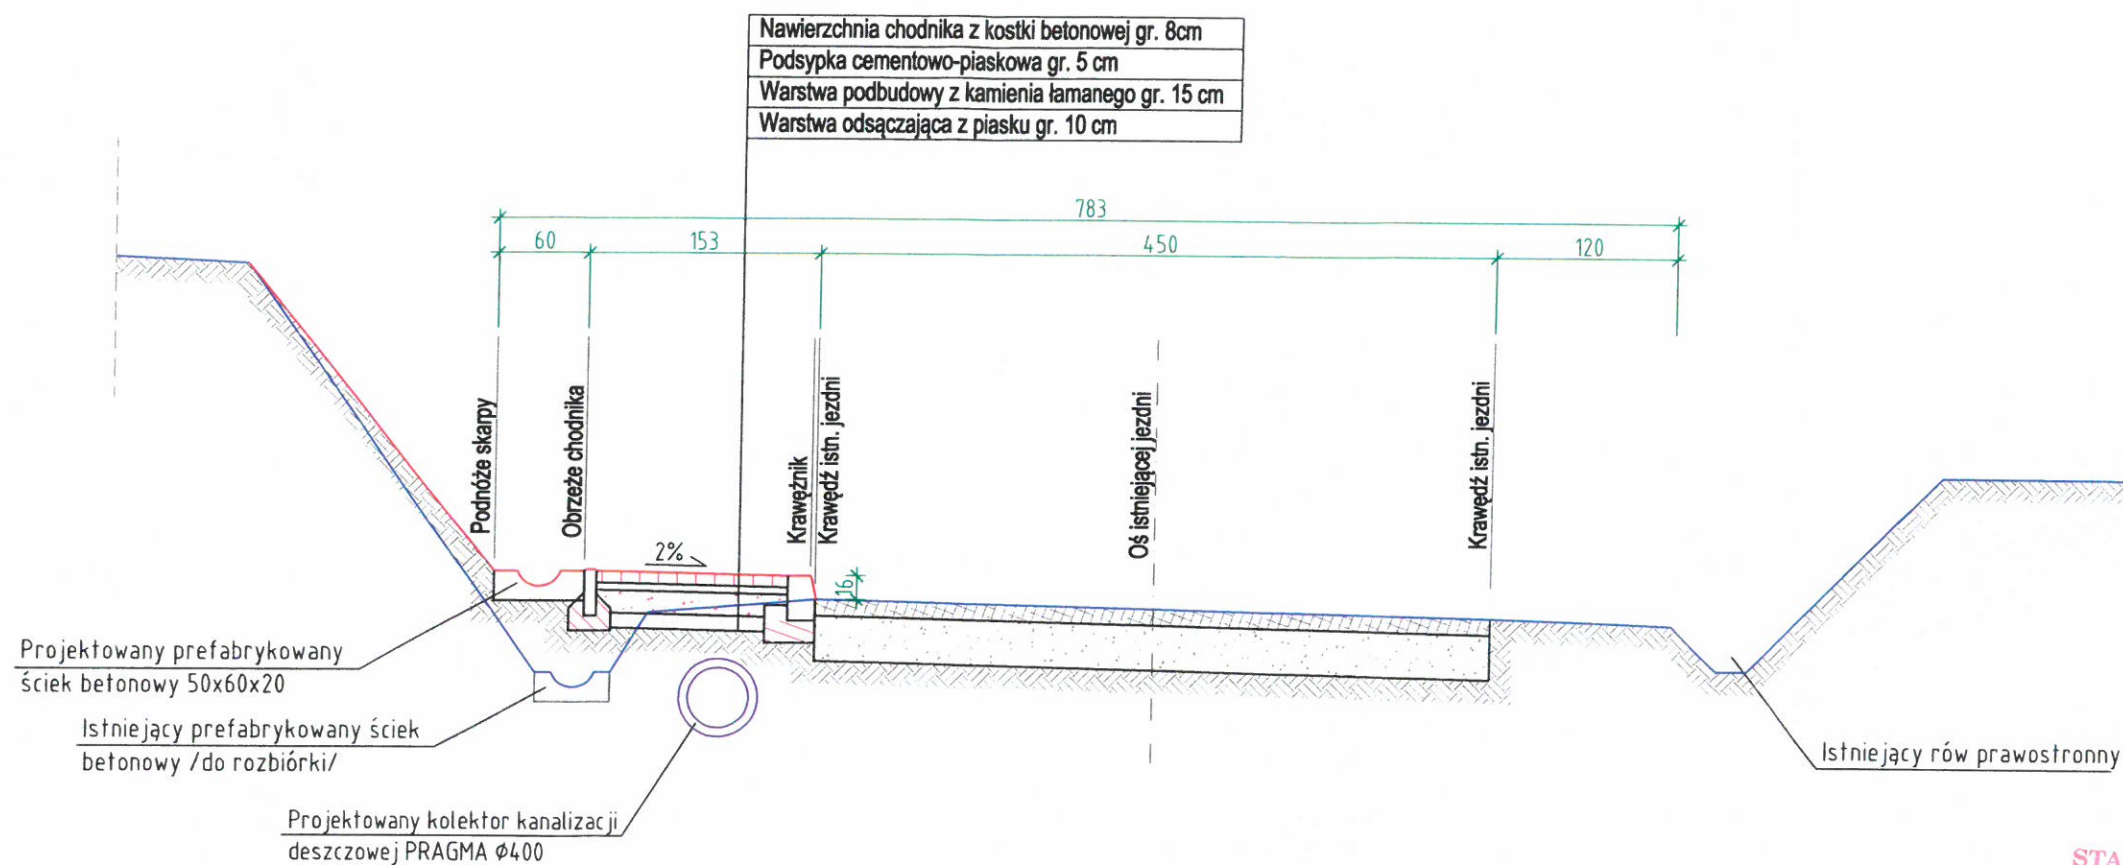 Nawierzchnia chodnika z kostki betonowej gr. 8cm
Podsypka cementowo-piaskowa gr. 5 cm
Warstwa podbudowy z kamienia łamanego gr. 15 cm
Warstwa odsączająca z piasku gr. 10 cm
783
60
153
450
120
Podnóże skarpy
Obrzeże chodnika
Krawężnik
Krawędź istn. jezdni
Oś istniejącej jezdni
Krawędź istn. jezdni
2%
16
Projektowany prefabrykowany
ściek betonowy 50x60x20
Istniejący prefabrykowany ściek
betonowy /do rozbiórki/
Projektowany kolektor kanalizacji
deszczowej PRAGMA Ø400
Istniejący rów prawostronny
STA